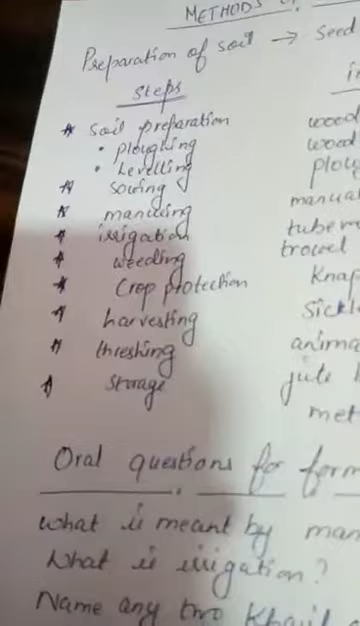 METHODS
Preparation of soil → Seed
Steps
* Soil preparation
• ploughing wood
• Levelling wood
* sowing plou
* manuring manual
* irrigation tube
* weeding trowel
* Crop protection Knap
* harvesting Sickl
* threshing anima
* storage jute
met
Oral questions for form
what is meant by man
What is irrigation?
Name any two Kharif